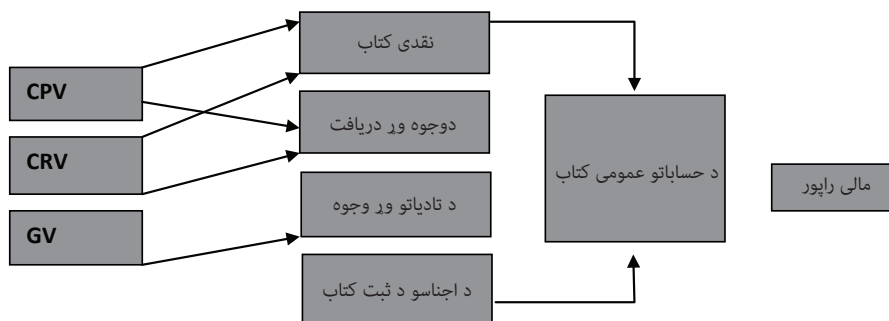 CPV
CRV
GV
نقدی کتاب
دوجوه وړ دریافت
د تادیاتو وړ وجوه
د اجناسو د ثبت کتاب
د حساباتو عمومی کتاب
مالی راپور